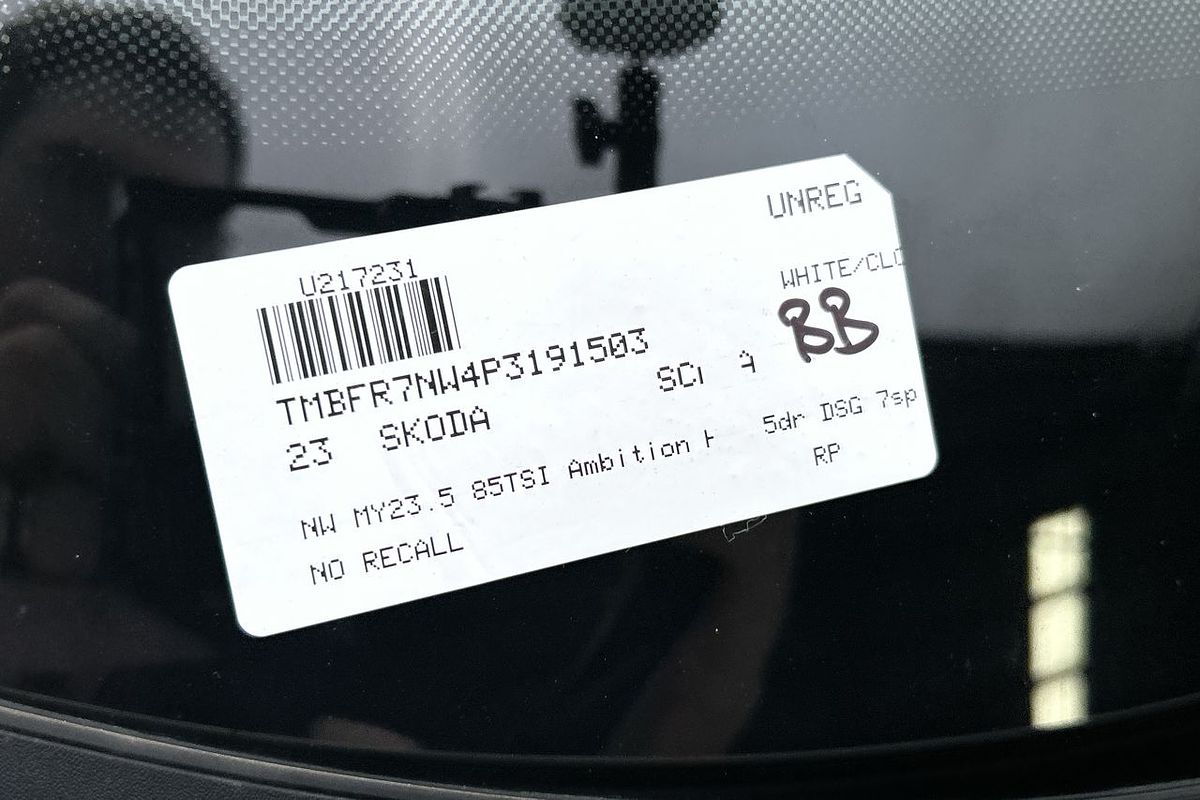 UNREG
U217231
WHITE/CLO
BB
TMBFR7NW4P3191503
23 SKODA
NW MY23.5 85TSI Ambition 5dr DSG 7sp
NO RECALL
RP